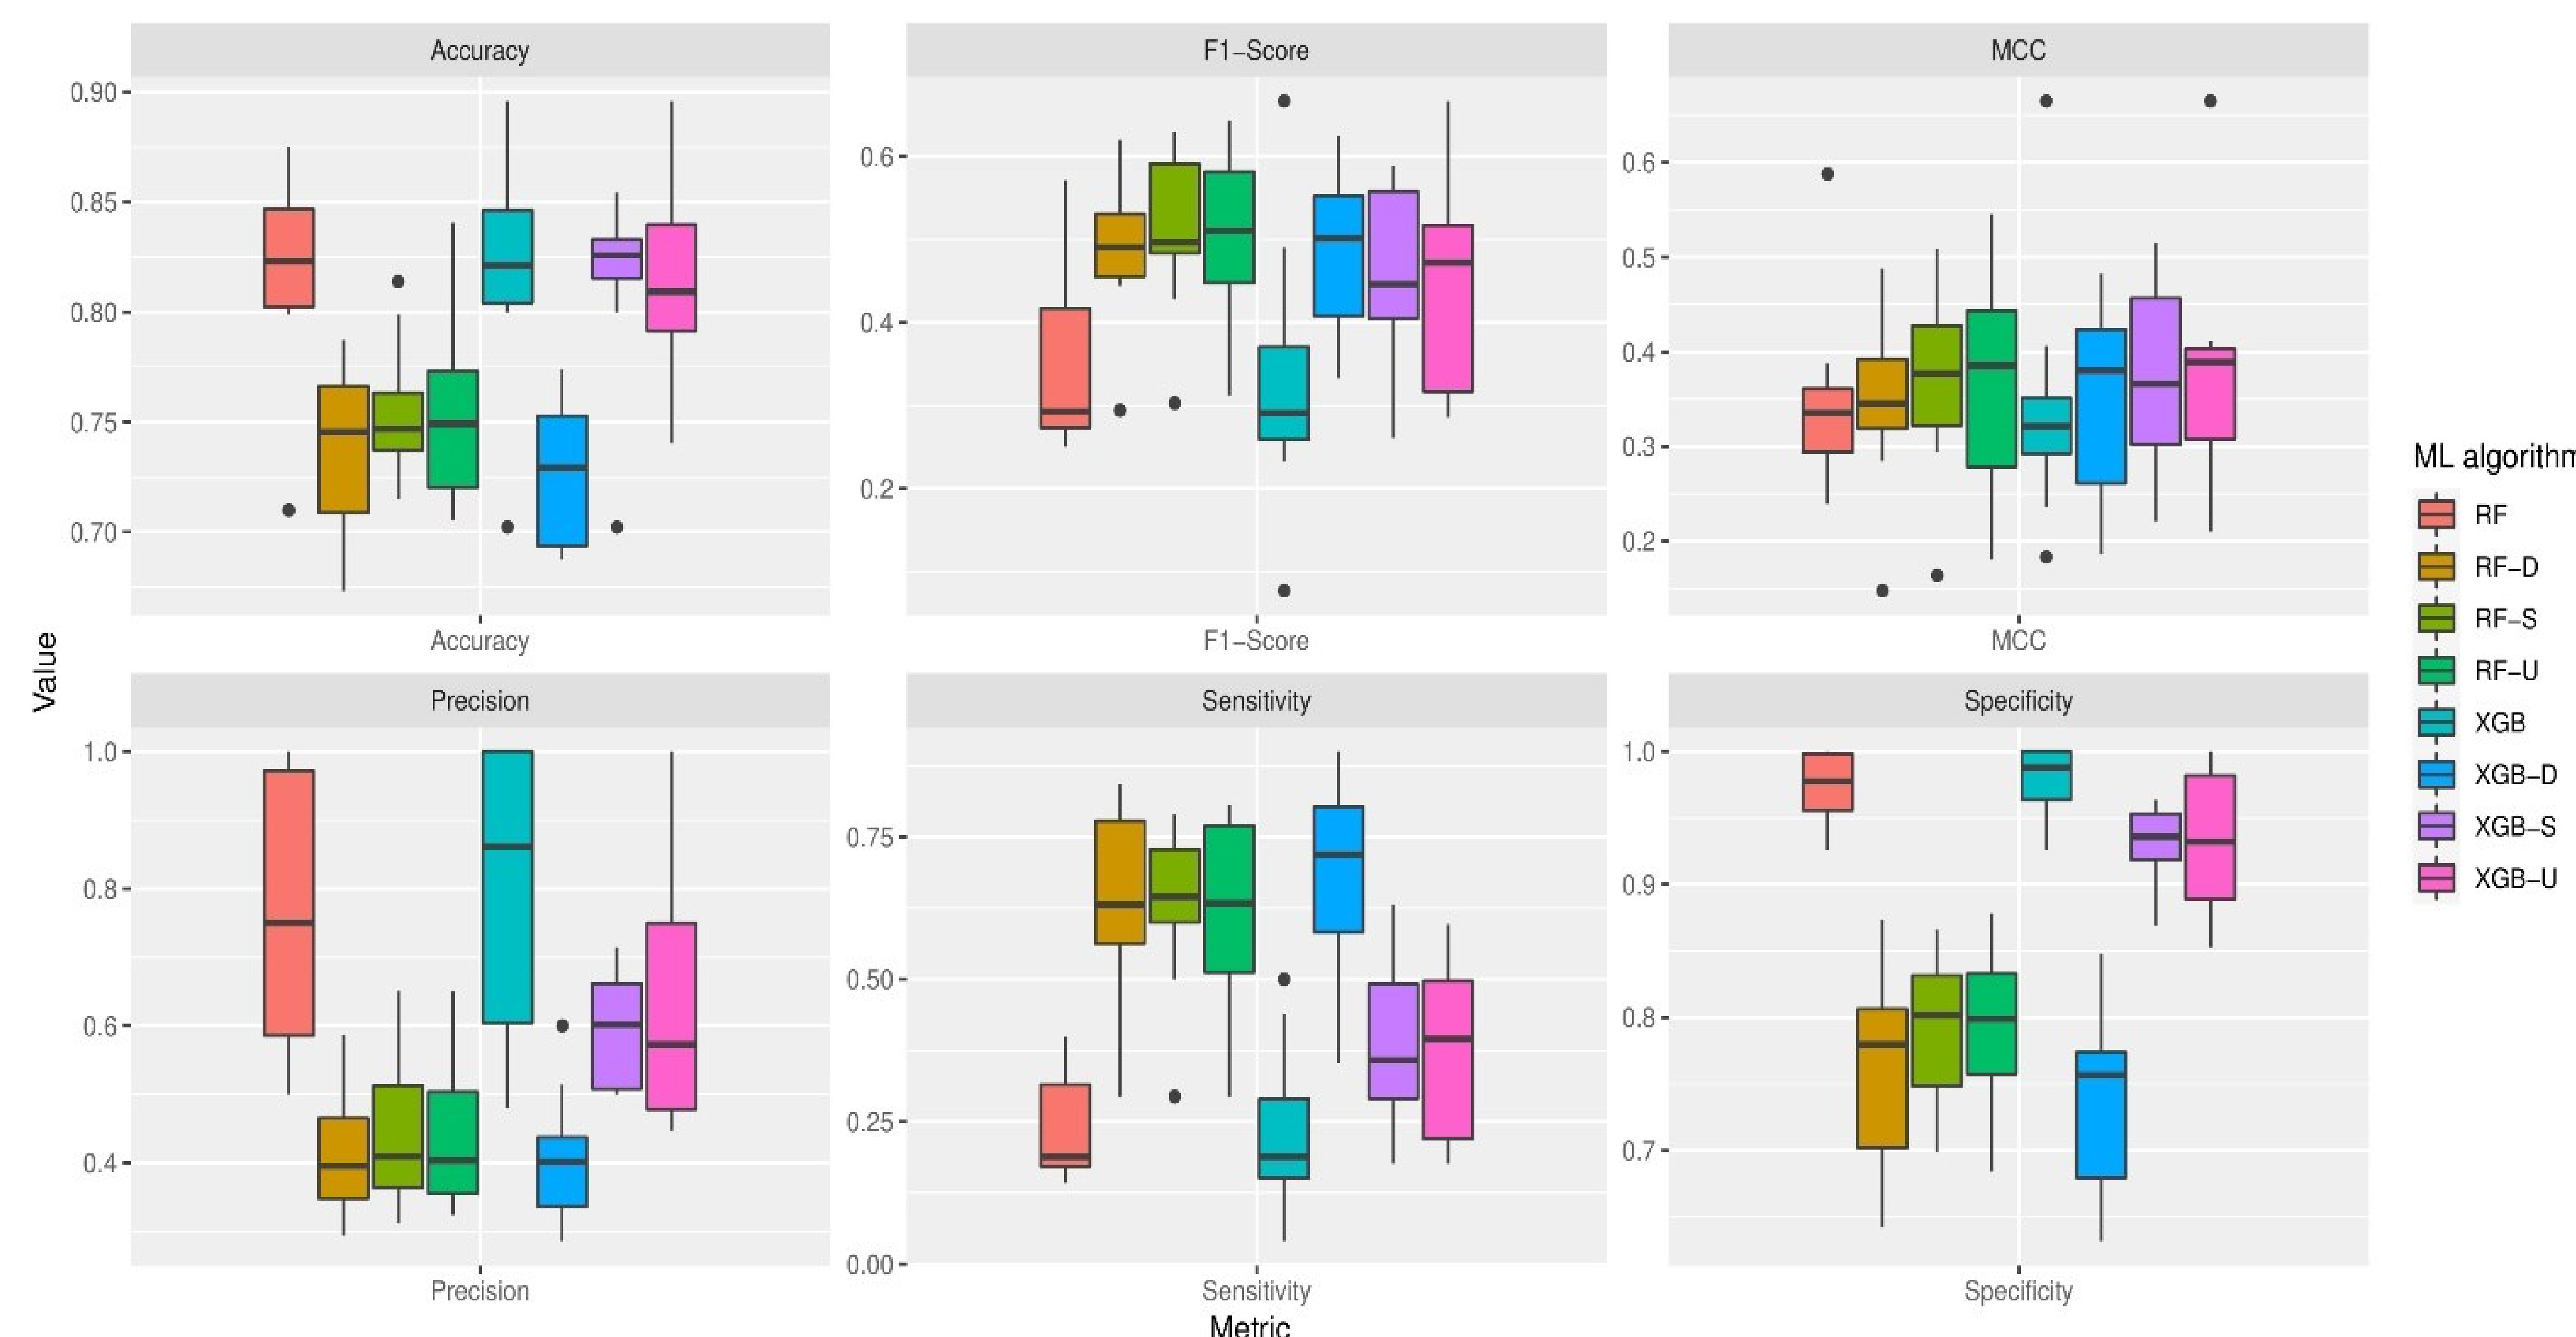 Accuracy
F1−Score
MCC
0.90
0.85
0.80
0.75
0.70
0.6
0.4
0.2
0.6
0.5
0.4
0.3
0.2
Accuracy
F1−Score
MCC
Value
Precision
Sensitivity
Specificity
1.0
0.8
0.6
0.4
0.75
0.50
0.25
0.00
1.0
0.9
0.8
0.7
Precision
Sensitivity
Specificity
Metric
ML algorithm
RF
RF−D
RF−S
RF−U
XGB
XGB−D
XGB−S
XGB−U